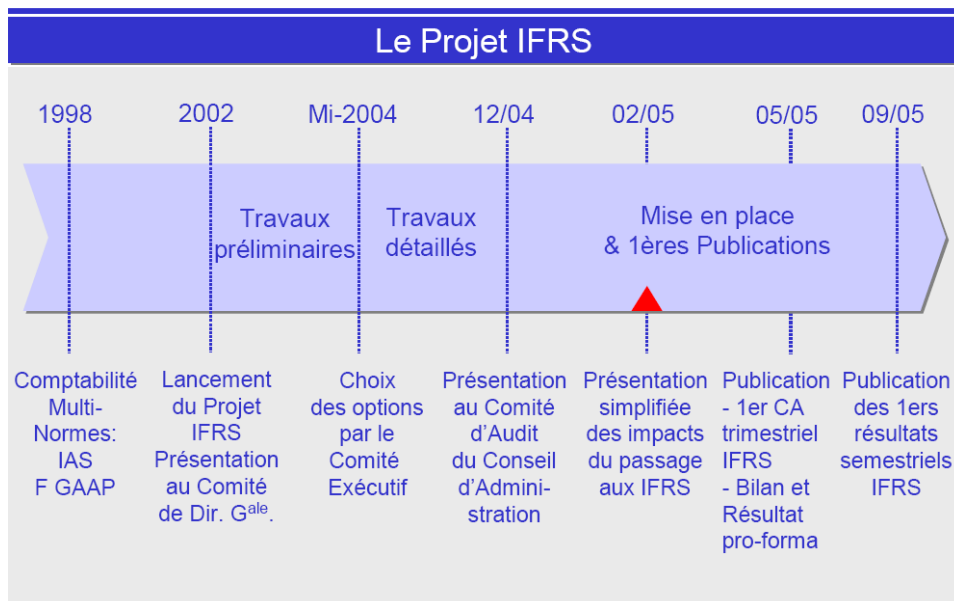 Le Projet IFRS
1998
2002
Mi-2004
12/04
02/05
05/05
09/05
Travaux
préliminaires
Travaux
détaillés
Mise en place
& 1ères Publications
Comptabilité
Multi-
Normes:
IAS
F GAAP
Lancement
du Projet
IFRS
Présentation
au Comité
de Dir. Gale.
Choix
des options
par le
Comité
Exécutif
Présentation
au Comité
d'Audit
du Conseil
d'Admini-
stration
Présentation
simplifiée
des impacts
du passage
aux IFRS
Publication
- 1er CA
trimestriel
IFRS
- Bilan et
Résultat
pro-forma
Publication
des 1ers
résultats
semestriels
IFRS